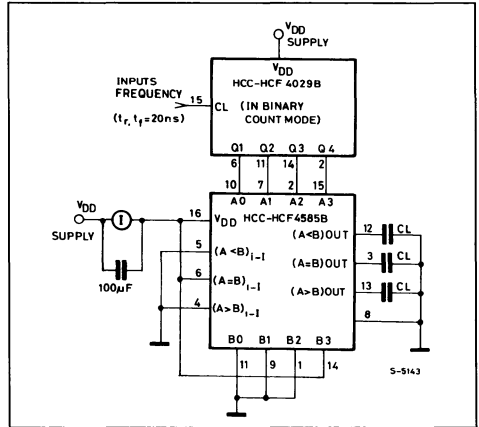 VDD
SUPPLY
VDD
HCC-HCF 4029B
INPUTS
FREQUENCY
(tr, tf=20ns)
15
CL
(IN BINARY
COUNT MODE)
Q1 Q2 Q3 Q4
6 11 14 2
10 7 2 15
A0 A1 A2 A3
HCC-HCF4585B
VDD
SUPPLY
I
100µF
16
VDD
5
(A<B)i-I
6
(A=B)i-I
4
(A>B)i-I
(A<B)OUT
12
CL
(A=B)OUT
3
CL
(A>B)OUT
13
CL
8
B0 B1 B2 B3
11 9 1 14
S-5143